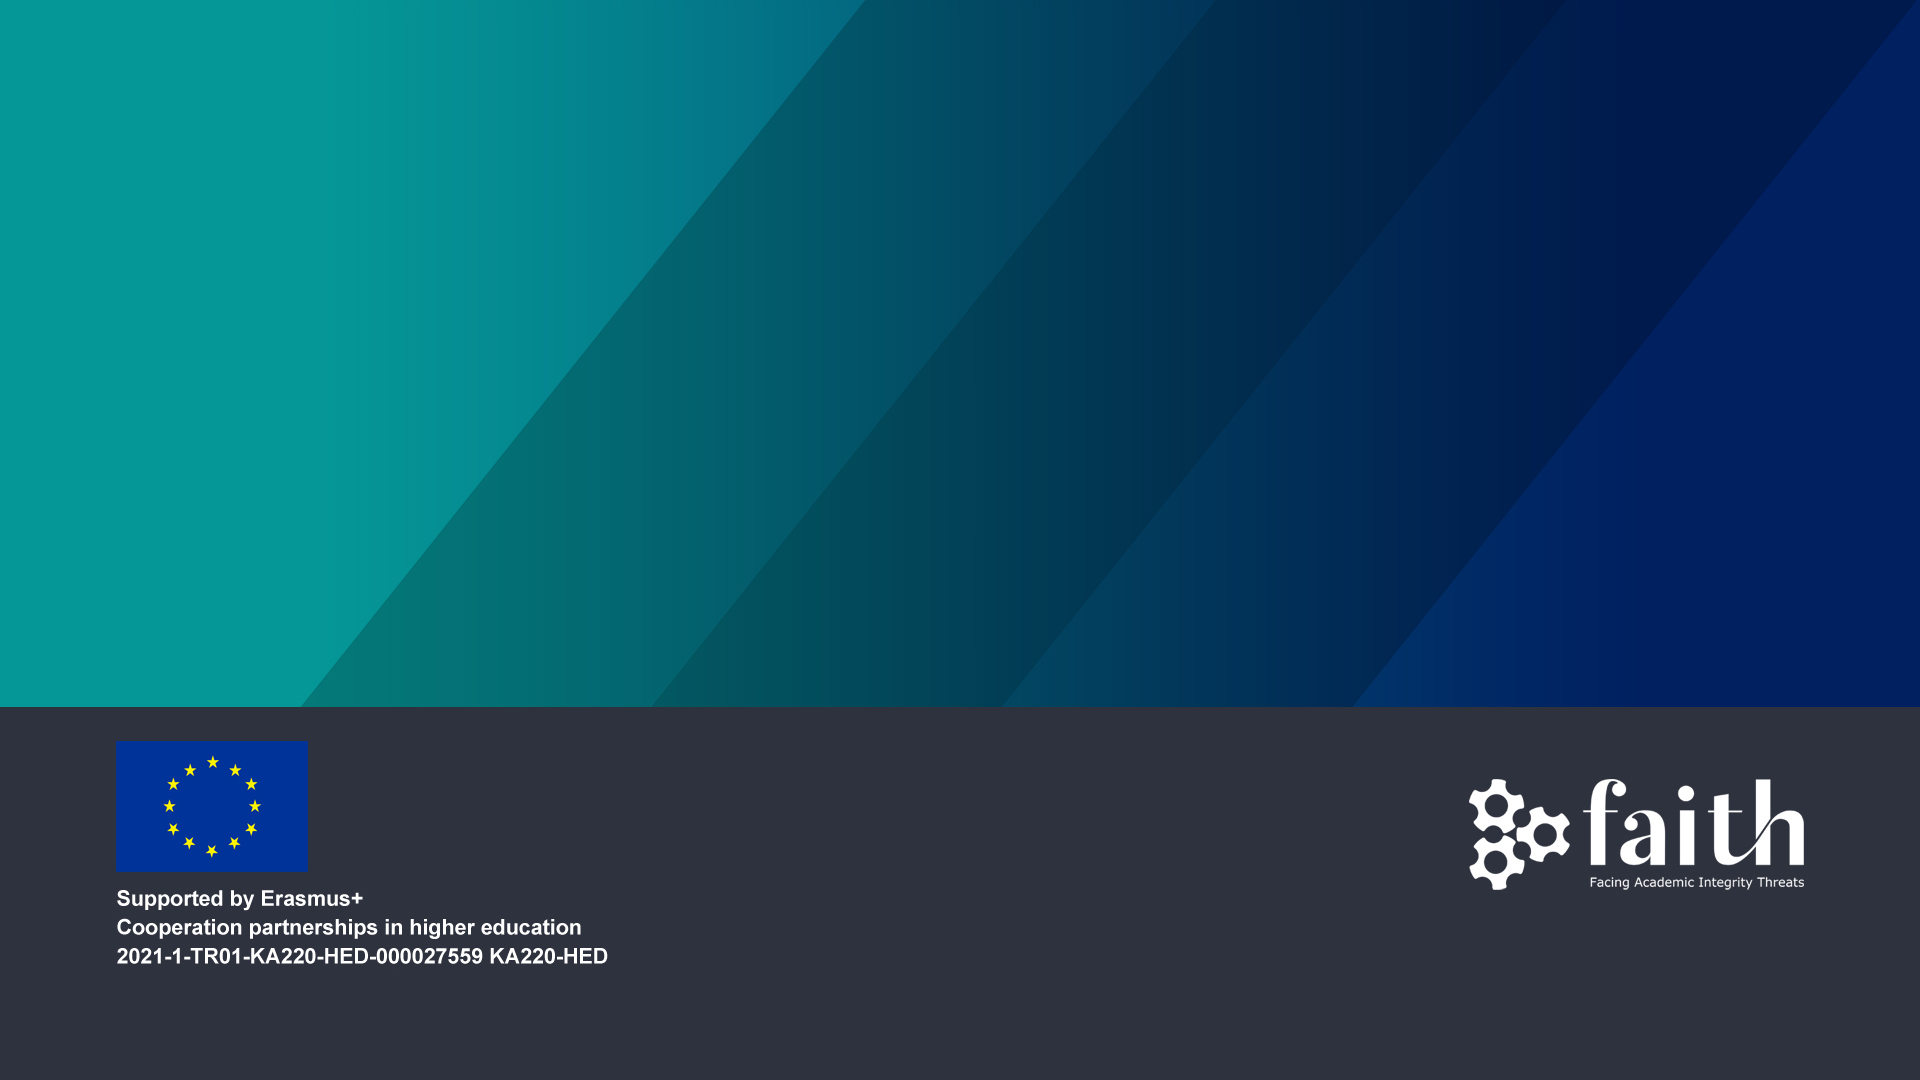 Supported by Erasmus+
Cooperation partnerships in higher education
2021-1-TR01-KA220-HED-000027559 KA220-HED
faith
Facing Academic Integrity Threats